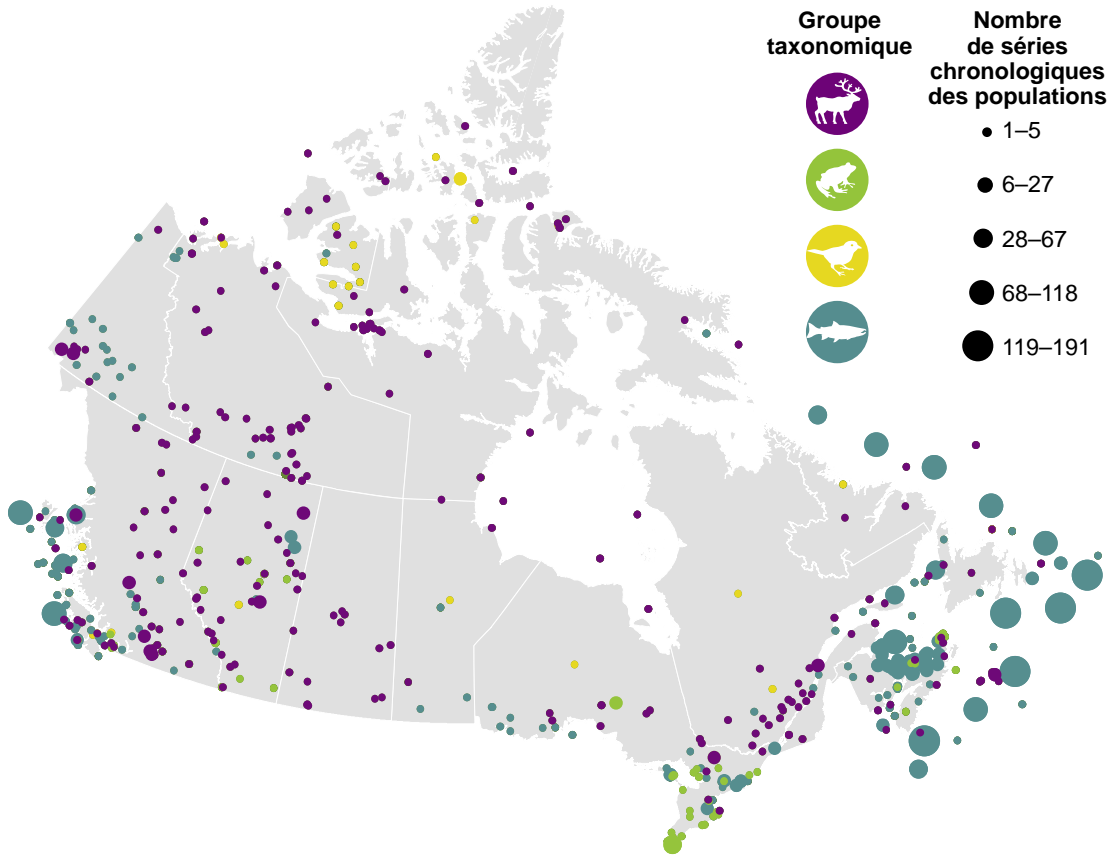 Groupe
taxonomique
Nombre
de séries
chronologiques
des populations
1–5
6–27
28–67
68–118
119–191